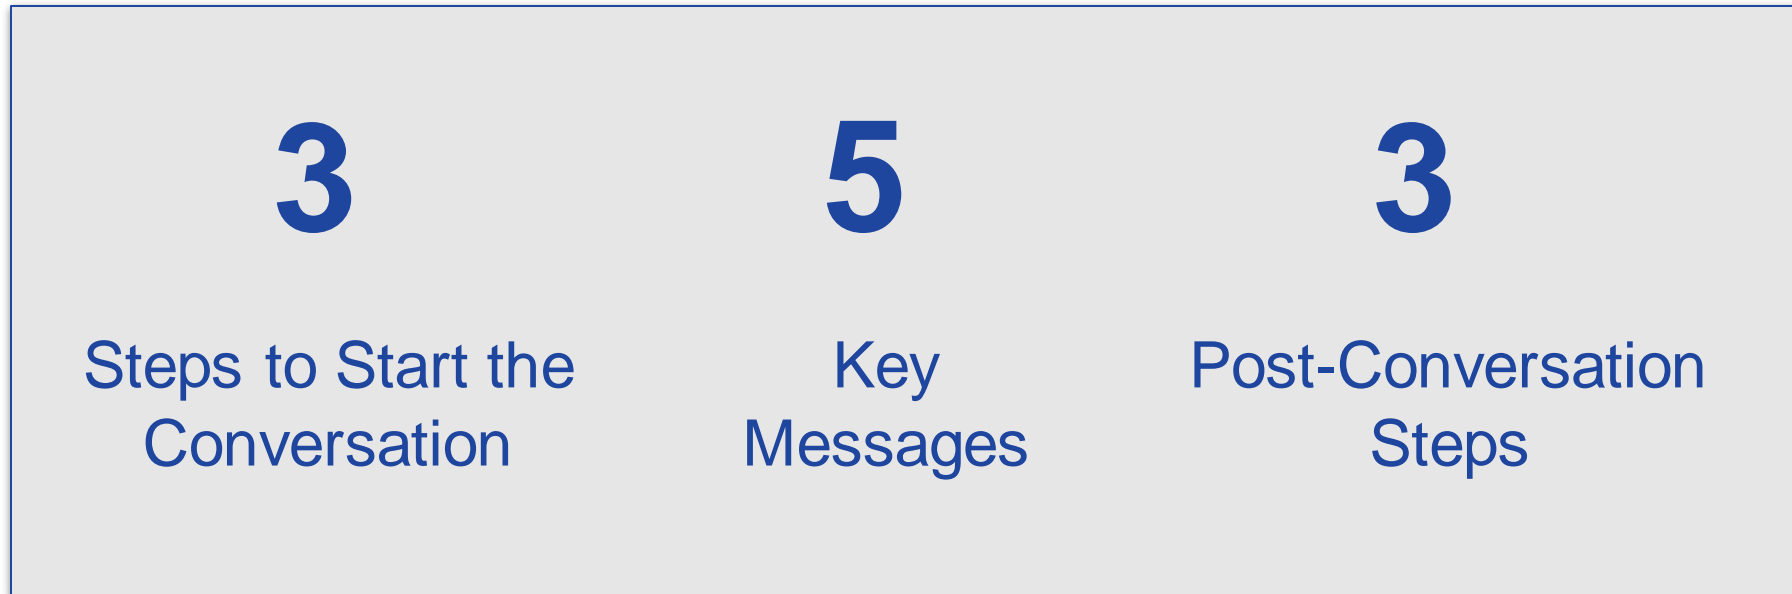 3
Steps to Start the
Conversation
5
Key
Messages
3
Post-Conversation
Steps